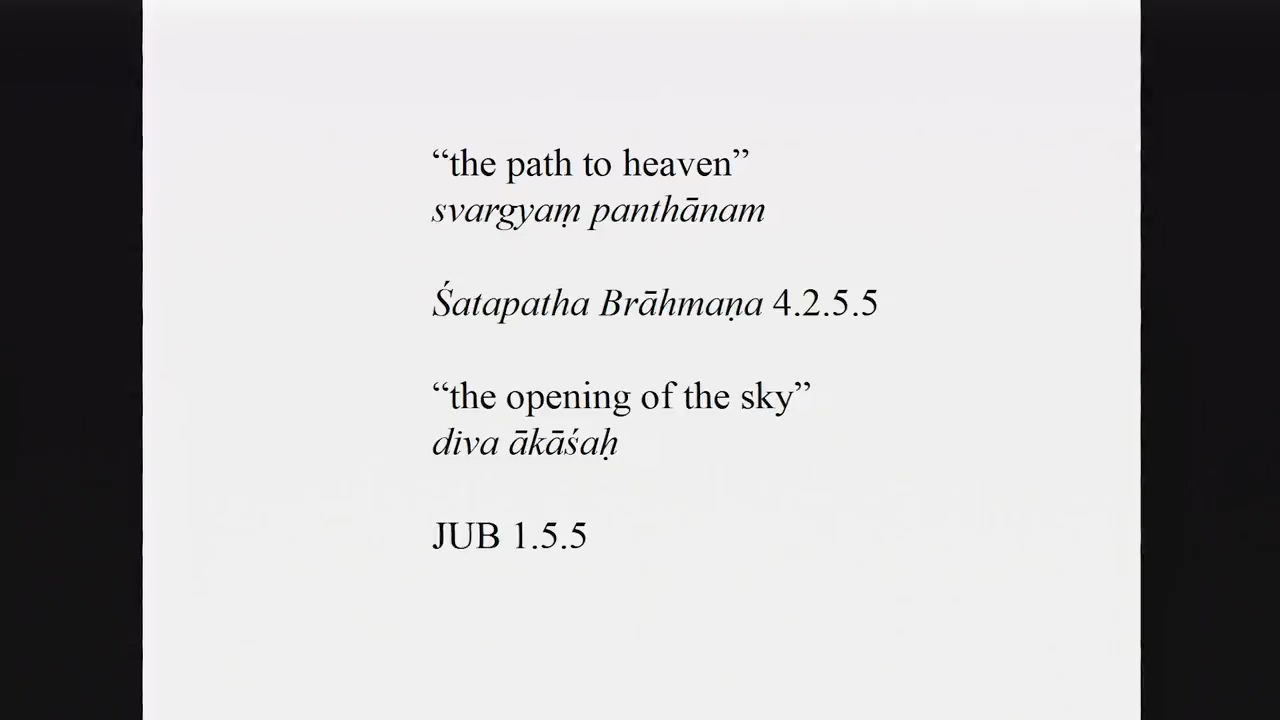 “the path to heaven”
svargyaṃ panthānam
Śatapatha Brāhmaṇa 4.2.5.5
“the opening of the sky”
diva ākāśaḥ
JUB 1.5.5